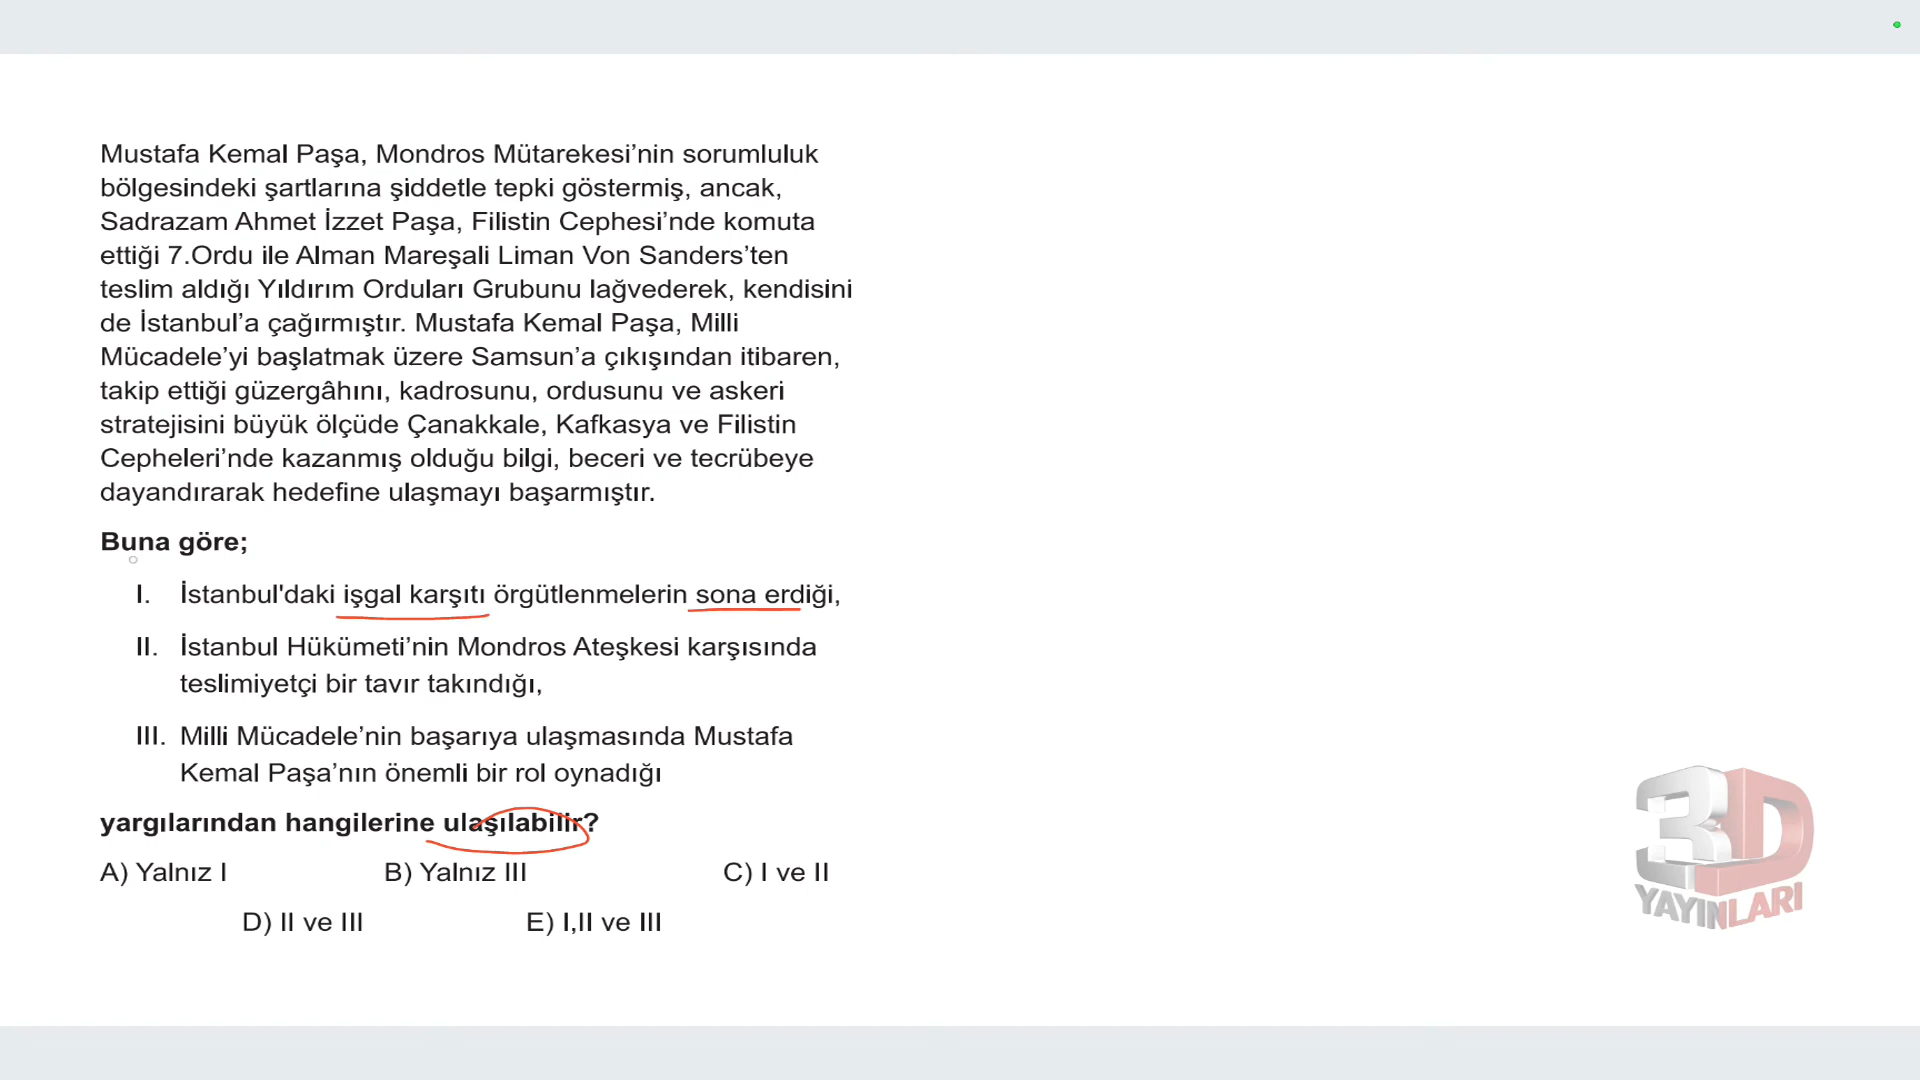 Mustafa Kemal Paşa, Mondros Mütarekesi’nin sorumluluk
bölgesindeki şartlarına şiddetle tepki göstermiş, ancak,
Sadrazam Ahmet İzzet Paşa, Filistin Cephesi’nde komuta
ettiği 7.Ordu ile Alman Mareşali Liman Von Sanders’ten
teslim aldığı Yıldırım Orduları Grubunu lağvederek, kendisini
de İstanbul’a çağırmıştır. Mustafa Kemal Paşa, Milli
Mücadele’yi başlatmak üzere Samsun’a çıkışından itibaren,
takip ettiği güzergâhını, kadrosunu, ordusunu ve askeri
stratejisini büyük ölçüde Çanakkale, Kafkasya ve Filistin
Cepheleri’nde kazanmış olduğu bilgi, beceri ve tecrübeye
dayandırarak hedefine ulaşmayı başarmıştır.
Buna göre;
I. İstanbul'daki işgal karşıtı örgütlenmelerin sona erdiği,
II. İstanbul Hükümeti’nin Mondros Ateşkesi karşısında
teslimiyetçi bir tavır takındığı,
III. Milli Mücadele’nin başarıya ulaşmasında Mustafa
Kemal Paşa’nın önemli bir rol oynadığı
yargılarından hangilerine ulaşılabilir?
A) Yalnız I B) Yalnız III C) I ve II
D) II ve III E) I,II ve III
3D
YAYINLARI